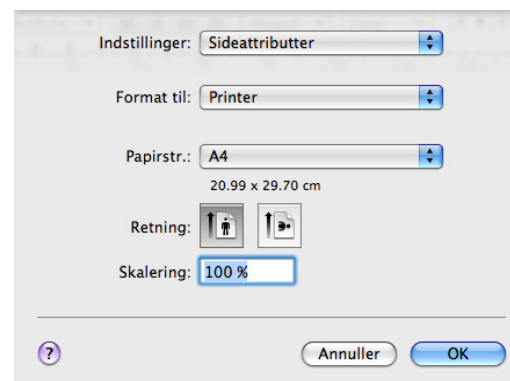 Indstillinger: Sideattributter
Format til: Printer
Papirstr.: A4
20.99 x 29.70 cm
Retning:
Skalering: 100 %
? Annuller OK